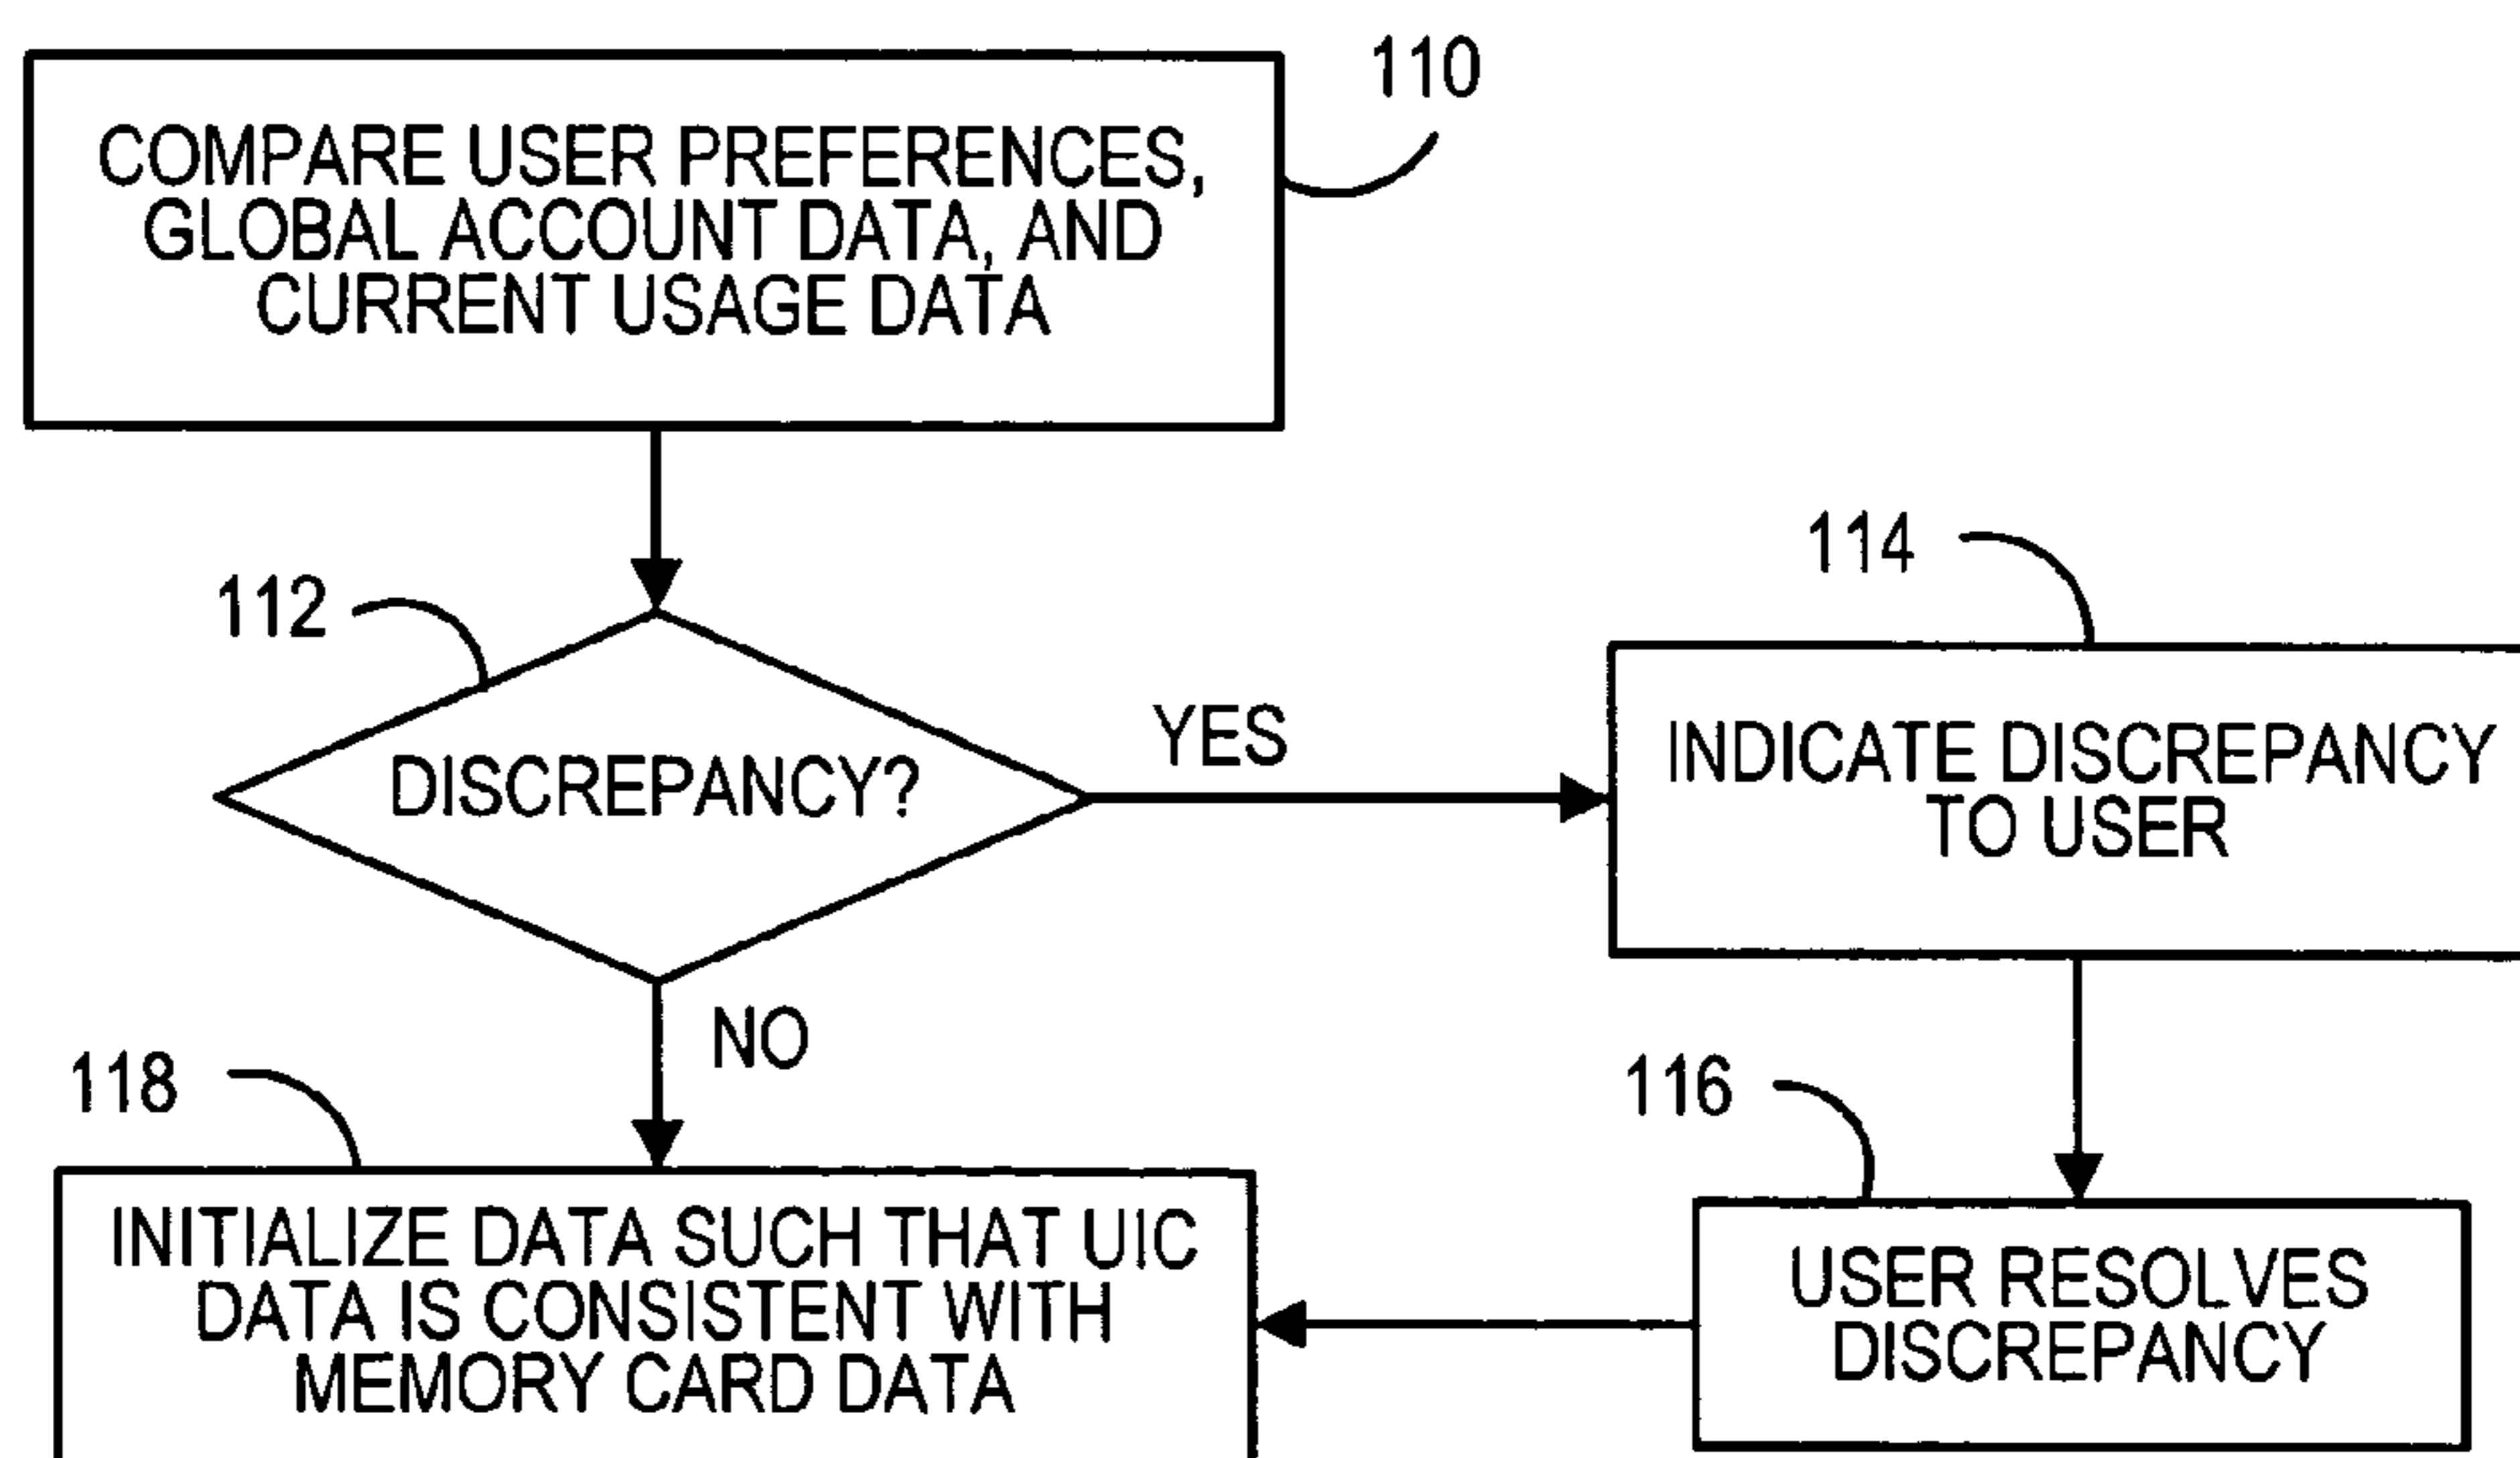 110
COMPARE USER PREFERENCES,
GLOBAL ACCOUNT DATA, AND
CURRENT USAGE DATA
112
DISCREPANCY?
YES
114
INDICATE DISCREPANCY
TO USER
NO
118
INITIALIZE DATA SUCH THAT UIC
DATA IS CONSISTENT WITH
MEMORY CARD DATA
116
USER RESOLVES
DISCREPANCY